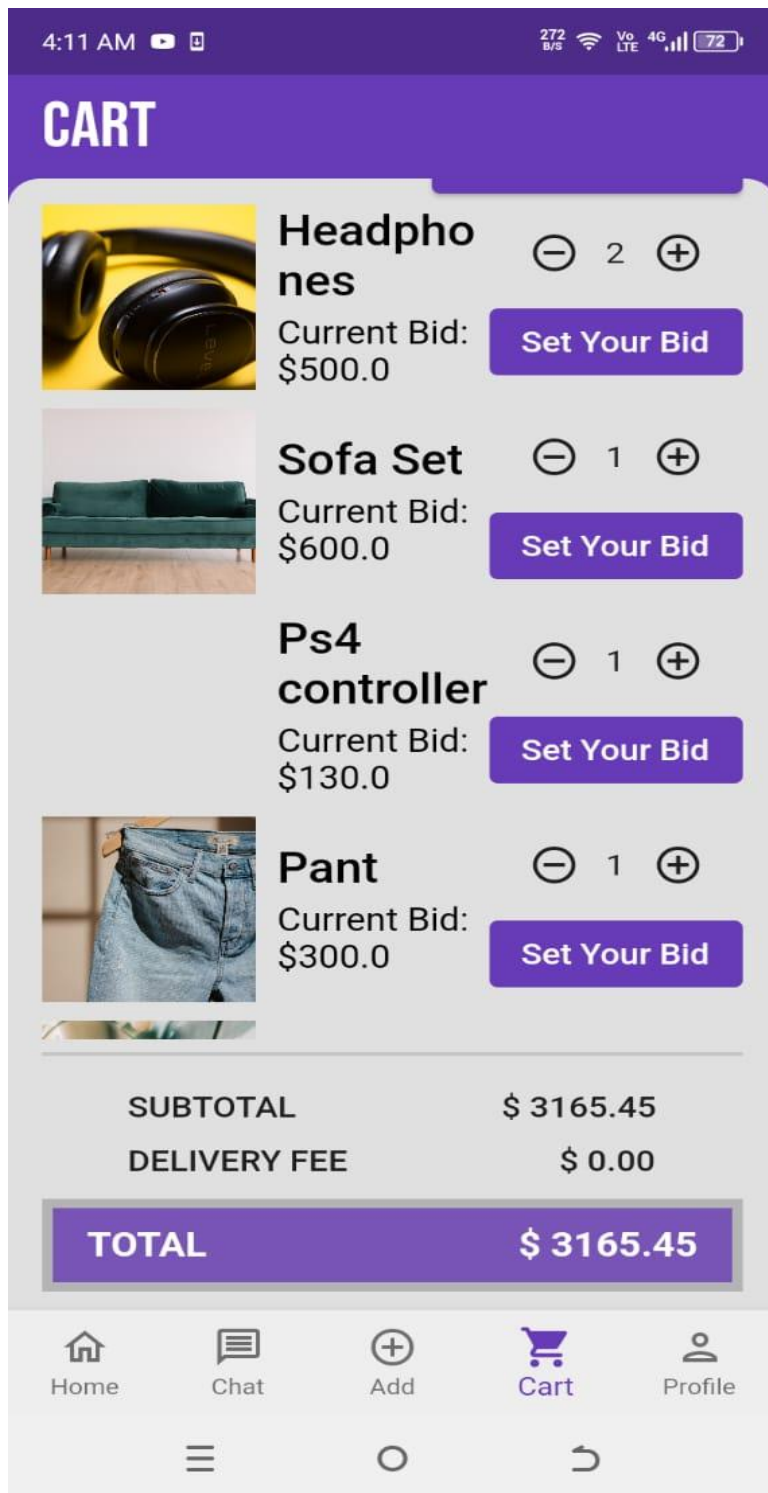 4:11 AM 272 B/S Vo LTE 4G 72
CART
Headpho
nes
2
Current Bid:
$500.0
Set Your Bid
Sofa Set
1
Current Bid:
$600.0
Set Your Bid
Ps4
controller
1
Current Bid:
$130.0
Set Your Bid
Pant
1
Current Bid:
$300.0
Set Your Bid
SUBTOTAL $ 3165.45
DELIVERY FEE $ 0.00
TOTAL $ 3165.45
Home Chat Add Cart Profile